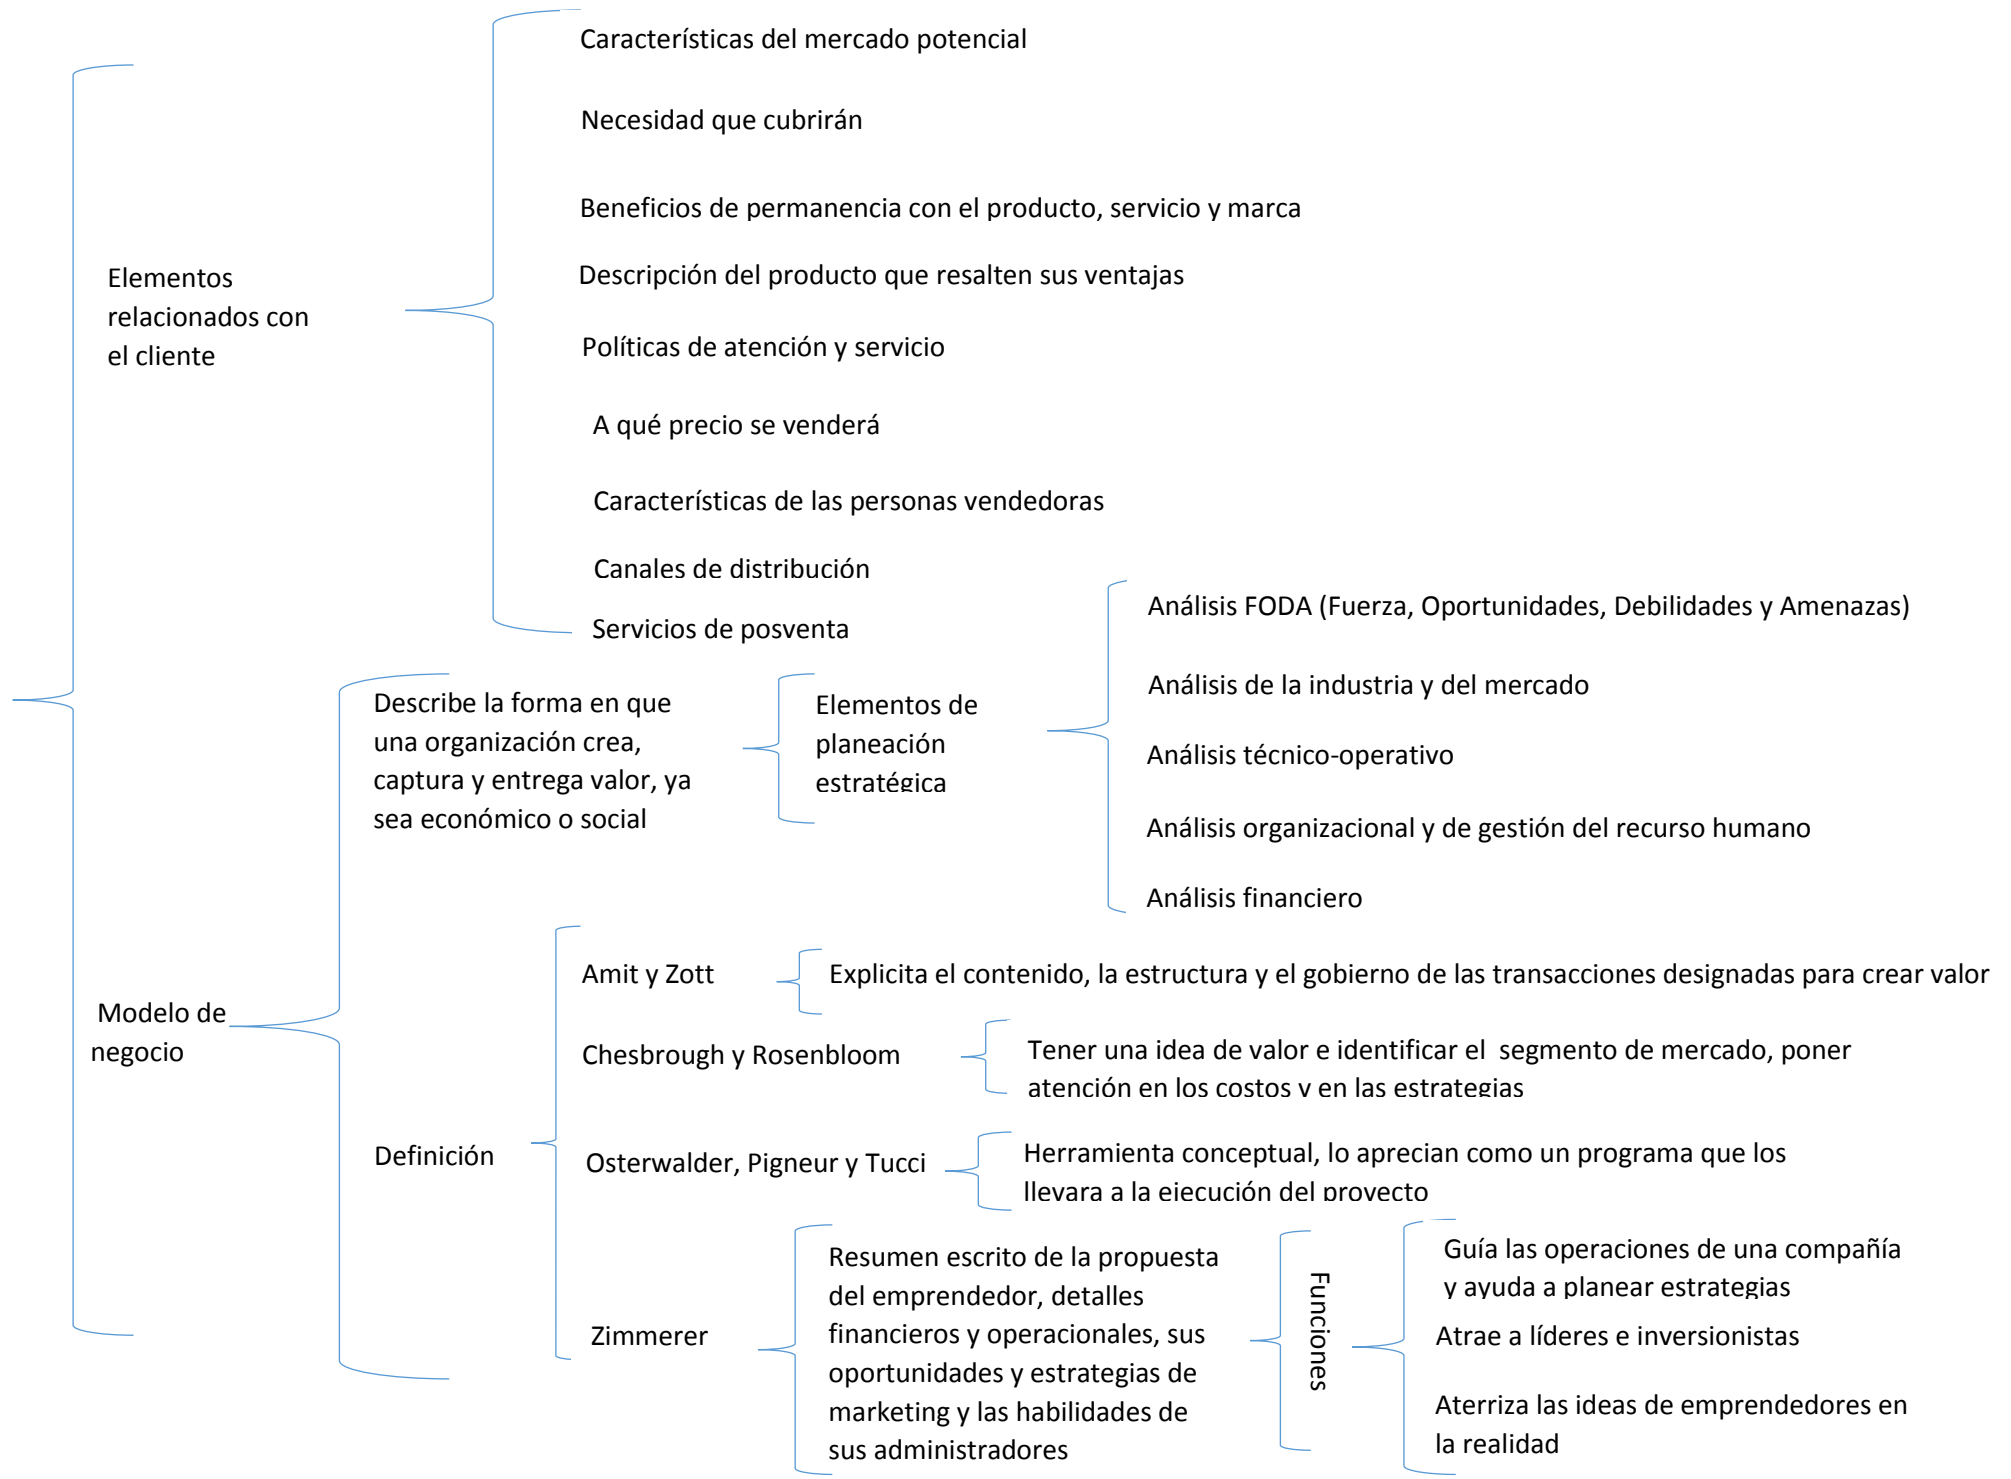 Características del mercado potencial
Necesidad que cubrirán
Beneficios de permanencia con el producto, servicio y marca
Descripción del producto que resalten sus ventajas
Políticas de atención y servicio
A qué precio se venderá
Características de las personas vendedoras
Canales de distribución
Servicios de posventa
Elementos
relacionados con
el cliente
Describe la forma en que
una organización crea,
captura y entrega valor, ya
sea económico o social
Elementos de
planeación
estratégica
Análisis FODA (Fuerza, Oportunidades, Debilidades y Amenazas)
Análisis de la industria y del mercado
Análisis técnico-operativo
Análisis organizacional y de gestión del recurso humano
Análisis financiero
Modelo de
negocio
Definición
Amit y Zott
Explicita el contenido, la estructura y el gobierno de las transacciones designadas para crear valor
Chesbrough y Rosenbloom
Tener una idea de valor e identificar el segmento de mercado, poner
atención en los costos y en las estrategias
Osterwalder, Pigneur y Tucci
Herramienta conceptual, lo aprecian como un programa que los
llevara a la ejecución del proyecto
Zimmerer
Resumen escrito de la propuesta
del emprendedor, detalles
financieros y operacionales, sus
oportunidades y estrategias de
marketing y las habilidades de
sus administradores
Funciones
Guía las operaciones de una compañía
y ayuda a planear estrategias
Atrae a líderes e inversionistas
Aterriza las ideas de emprendedores en
la realidad